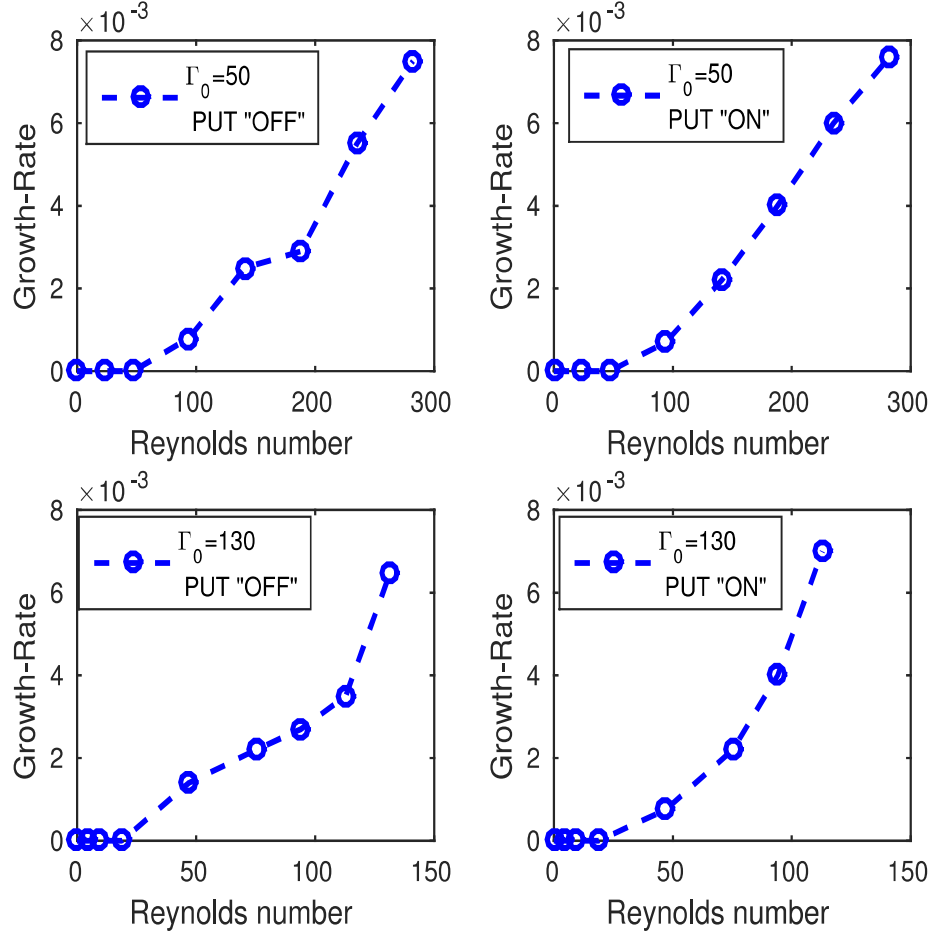 ×10⁻³
8
6
4
2
0
Growth-Rate
Γ₀=50
PUT "OFF"
0 100 200 300
Reynolds number
×10⁻³
8
6
4
2
0
Growth-Rate
Γ₀=50
PUT "ON"
0 100 200 300
Reynolds number
×10⁻³
8
6
4
2
0
Growth-Rate
Γ₀=130
PUT "OFF"
0 50 100 150
Reynolds number
×10⁻³
8
6
4
2
0
Growth-Rate
Γ₀=130
PUT "ON"
0 50 100 150
Reynolds number